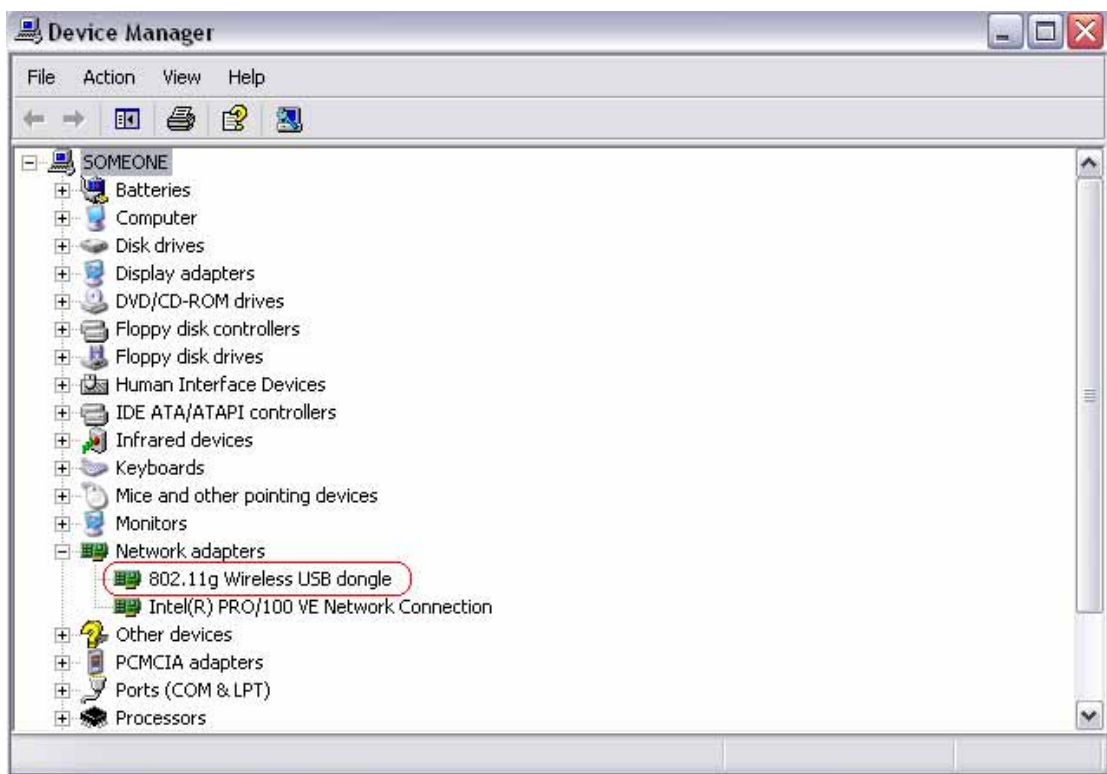 Device Manager
File Action View Help
SOMEONE
Batteries
Computer
Disk drives
Display adapters
DVD/CD-ROM drives
Floppy disk controllers
Floppy disk drives
Human Interface Devices
IDE ATA/ATAPI controllers
Infrared devices
Keyboards
Mice and other pointing devices
Monitors
Network adapters
802.11g Wireless USB dongle
Intel(R) PRO/100 VE Network Connection
Other devices
PCMCIA adapters
Ports (COM & LPT)
Processors